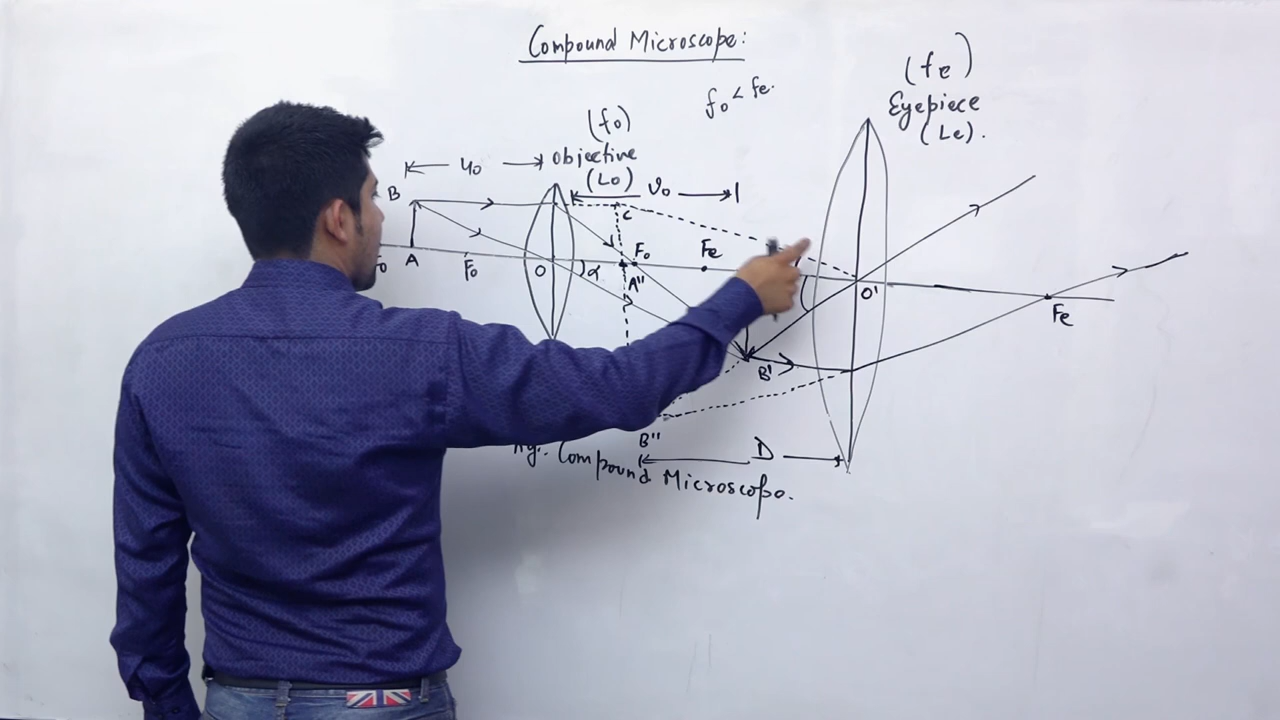 Compound Microscope:
fo < fe.
(fe)
Eyepiece
(Le).
(fo)
Objective
(Lo)
uo
vo
B
C
A
Fo
O
α
Fo
A"
Fe
O'
Fe
B'
B"
D
Compound Microscope.